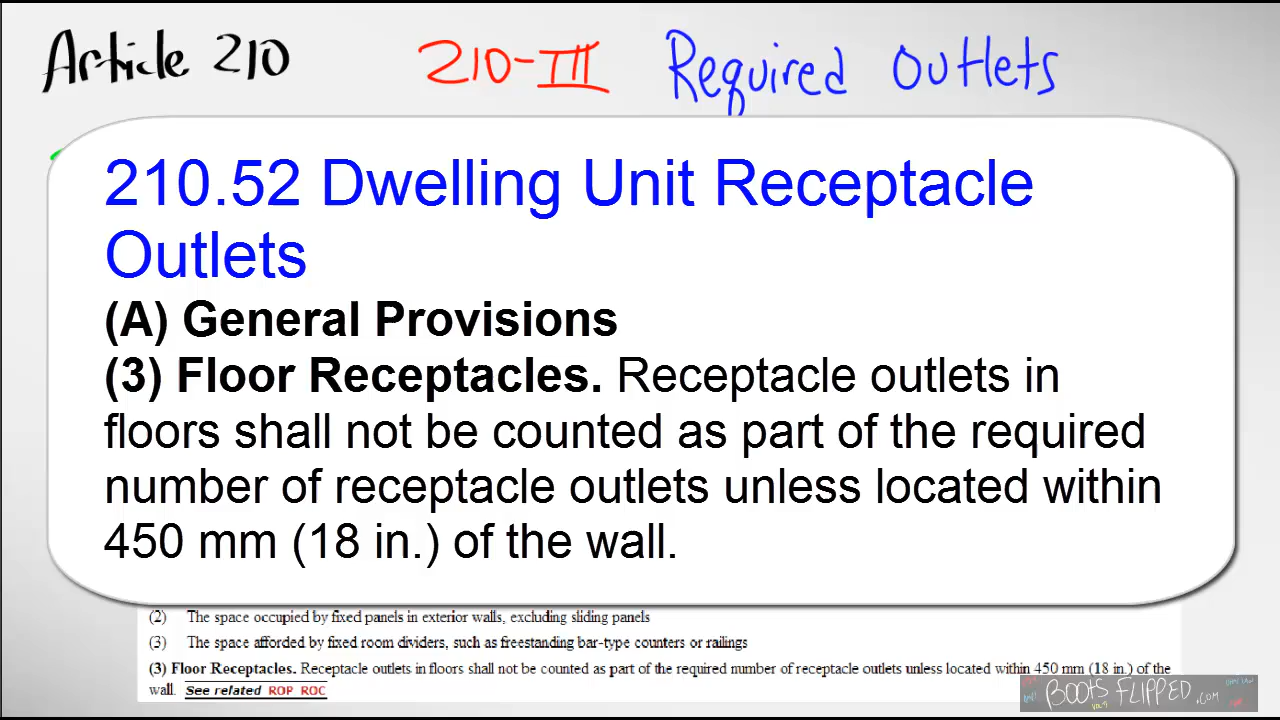 Article 210 210-III Required Outlets
210.52 Dwelling Unit Receptacle
Outlets
(A) General Provisions
(3) Floor Receptacles. Receptacle outlets in
floors shall not be counted as part of the required
number of receptacle outlets unless located within
450 mm (18 in.) of the wall.
(2) The space occupied by fixed panels in exterior walls, excluding sliding panels
(3) The space afforded by fixed room dividers, such as freestanding bar-type counters or railings
(3) Floor Receptacles. Receptacle outlets in floors shall not be counted as part of the required number of receptacle outlets unless located within 450 mm (18 in.) of the
wall. See related ROP ROC
BOOTS FLIPPED.COM